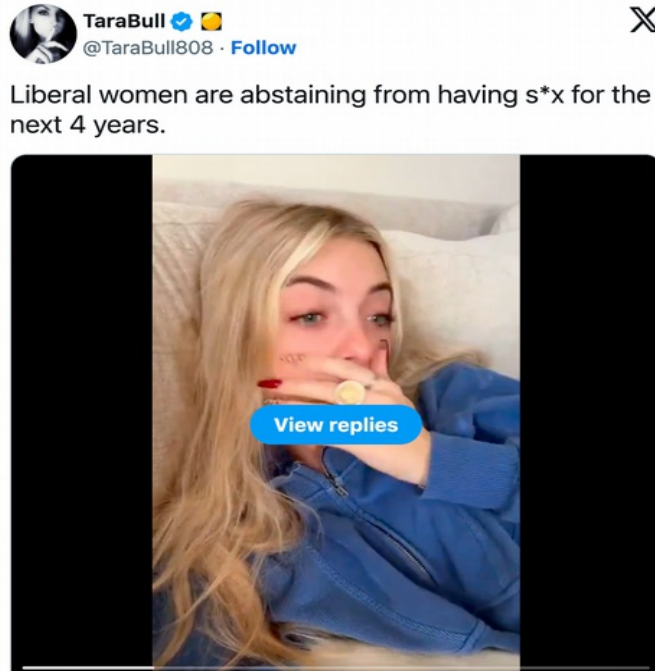 TaraBull
@TaraBull808 · Follow
Liberal women are abstaining from having s*x for the
next 4 years.
View replies